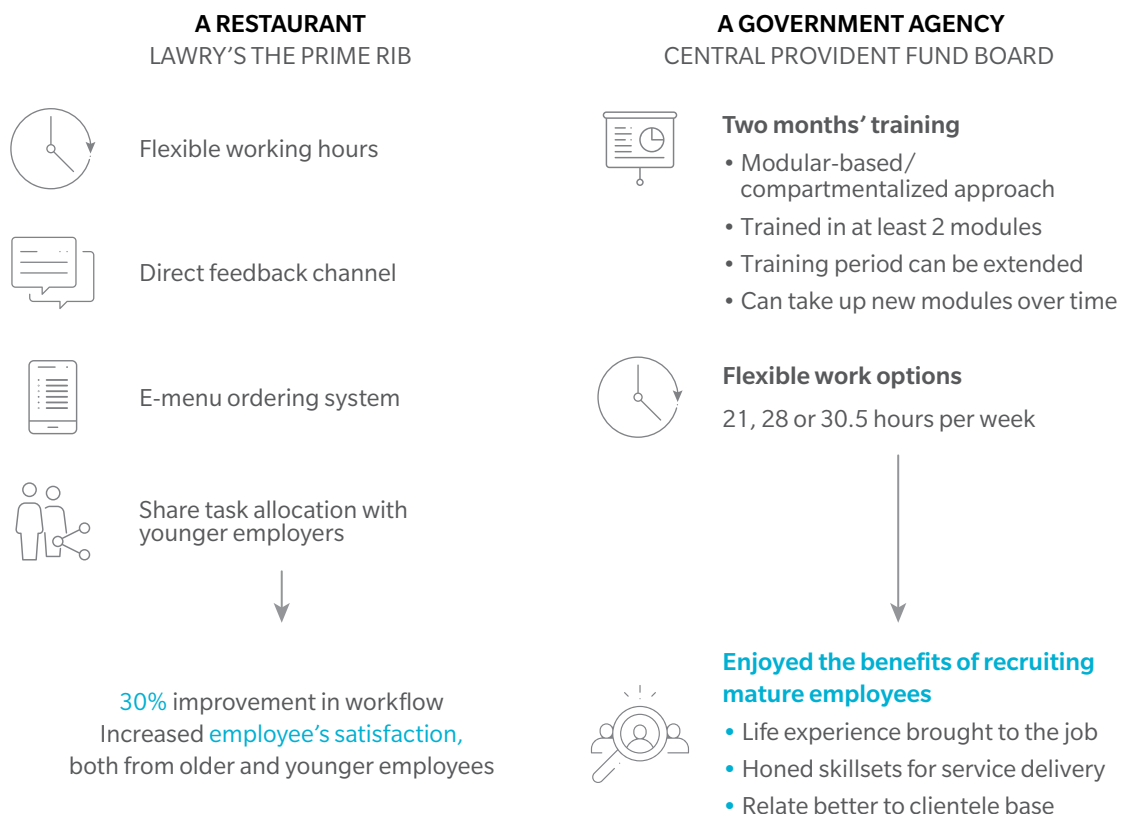 A RESTAURANT
LAWRY'S THE PRIME RIB
Flexible working hours
Direct feedback channel
E-menu ordering system
Share task allocation with
younger employers
30% improvement in workflow
Increased employee's satisfaction,
both from older and younger employees
A GOVERNMENT AGENCY
CENTRAL PROVIDENT FUND BOARD
Two months' training
• Modular-based/
compartmentalized approach
• Trained in at least 2 modules
• Training period can be extended
• Can take up new modules over time
Flexible work options
21, 28 or 30.5 hours per week
Enjoyed the benefits of recruiting
mature employees
• Life experience brought to the job
• Honed skillsets for service delivery
• Relate better to clientele base